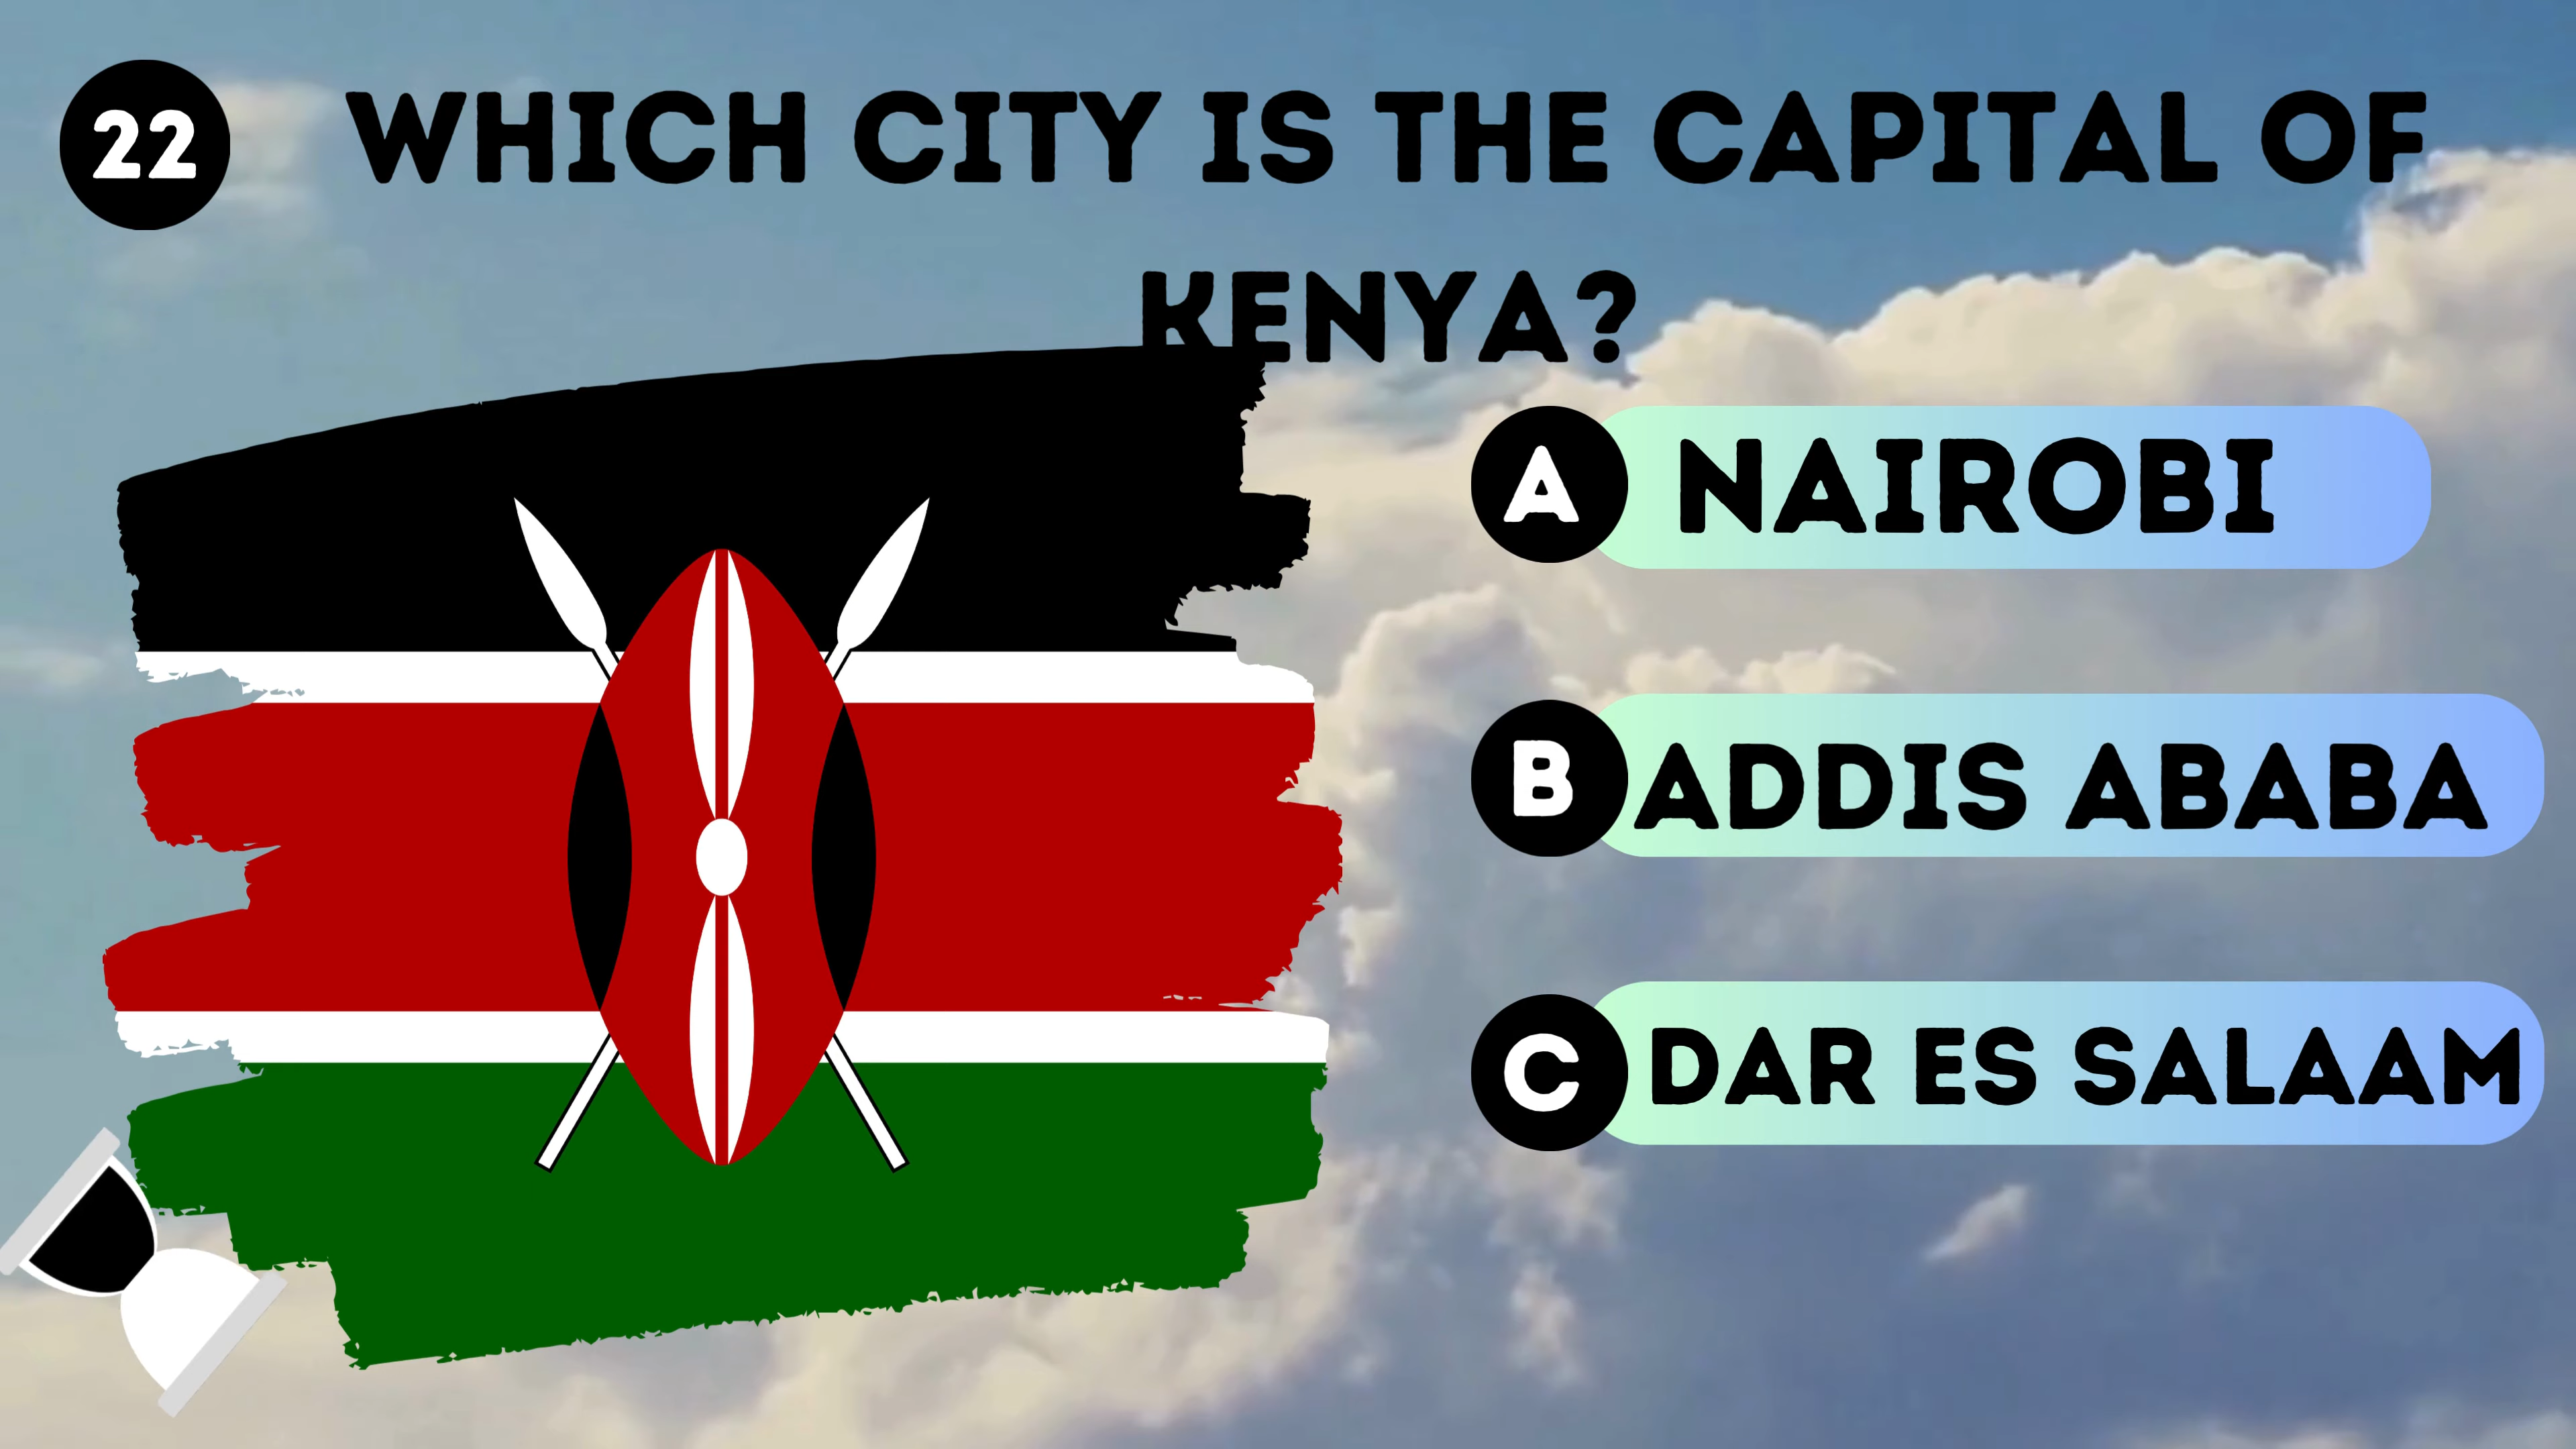 22
WHICH CITY IS THE CAPITAL OF
KENYA?
A NAIROBI
B ADDIS ABABA
C DAR ES SALAAM